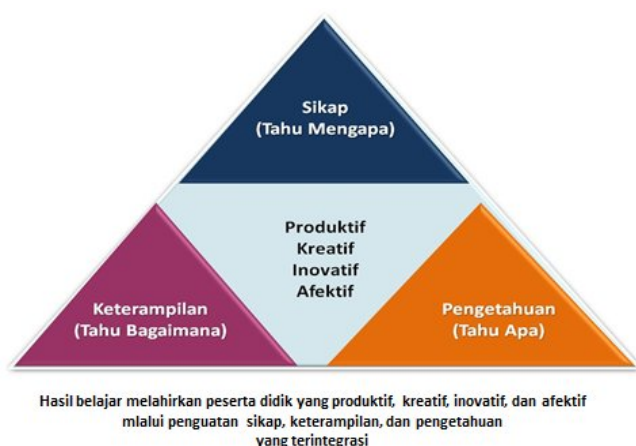 Sikap
(Tahu Mengapa)
Produktif
Kreatif
Inovatif
Afektif
Keterampilan
(Tahu Bagaimana)
Pengetahuan
(Tahu Apa)
Hasil belajar melahirkan peserta didik yang produktif, kreatif, inovatif, dan afektif
mlalui penguatan sikap, keterampilan, dan pengetahuan
yang terintegrasi